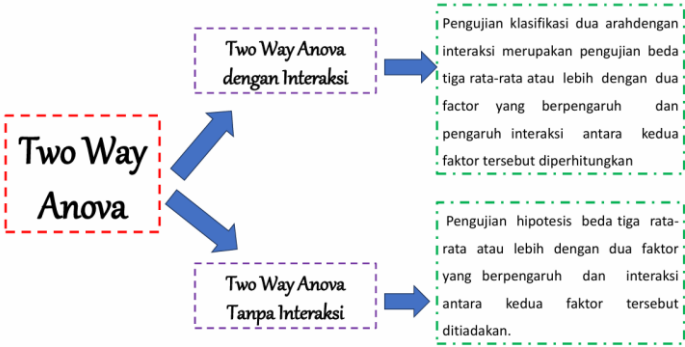 Two Way
Anova
Two Way Anova
dengan Interaksi
Pengujian klasifikasi dua arahdengan
interaksi merupakan pengujian beda
tiga rata-rata atau lebih dengan dua
factor yang berpengaruh dan
pengaruh interaksi antara kedua
faktor tersebut diperhitungkan
Two Way Anova
Tanpa Interaksi
Pengujian hipotesis beda tiga rata-
rata atau lebih dengan dua faktor
yang berpengaruh dan interaksi
antara kedua faktor tersebut
ditiadakan.